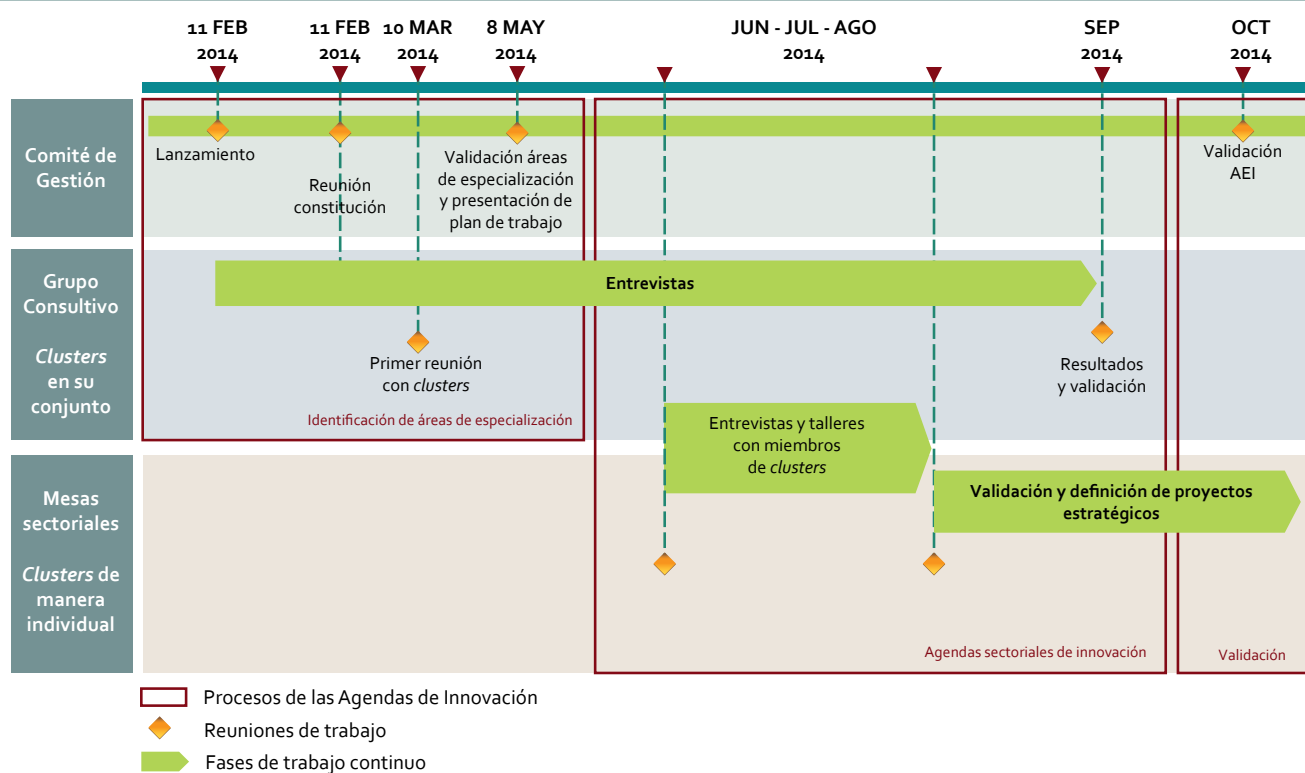 11 FEB
2014
11 FEB
2014
10 MAR
2014
8 MAY
2014
JUN - JUL - AGO
2014
SEP
2014
OCT
2014
Comité de
Gestión
Lanzamiento
Reunión
constitución
Validación áreas
de especialización
y presentación de
plan de trabajo
Validación
AEI
Grupo
Consultivo
Clusters
en su
conjunto
Entrevistas
Primer reunión
con clusters
Resultados
y validación
Identificación de áreas de especialización
Entrevistas y talleres
con miembros
de clusters
Mesas
sectoriales
Clusters de
manera
individual
Validación y definición de proyectos
estratégicos
Agendas sectoriales de innovación
Validación
Procesos de las Agendas de Innovación
Reuniones de trabajo
Fases de trabajo continuo